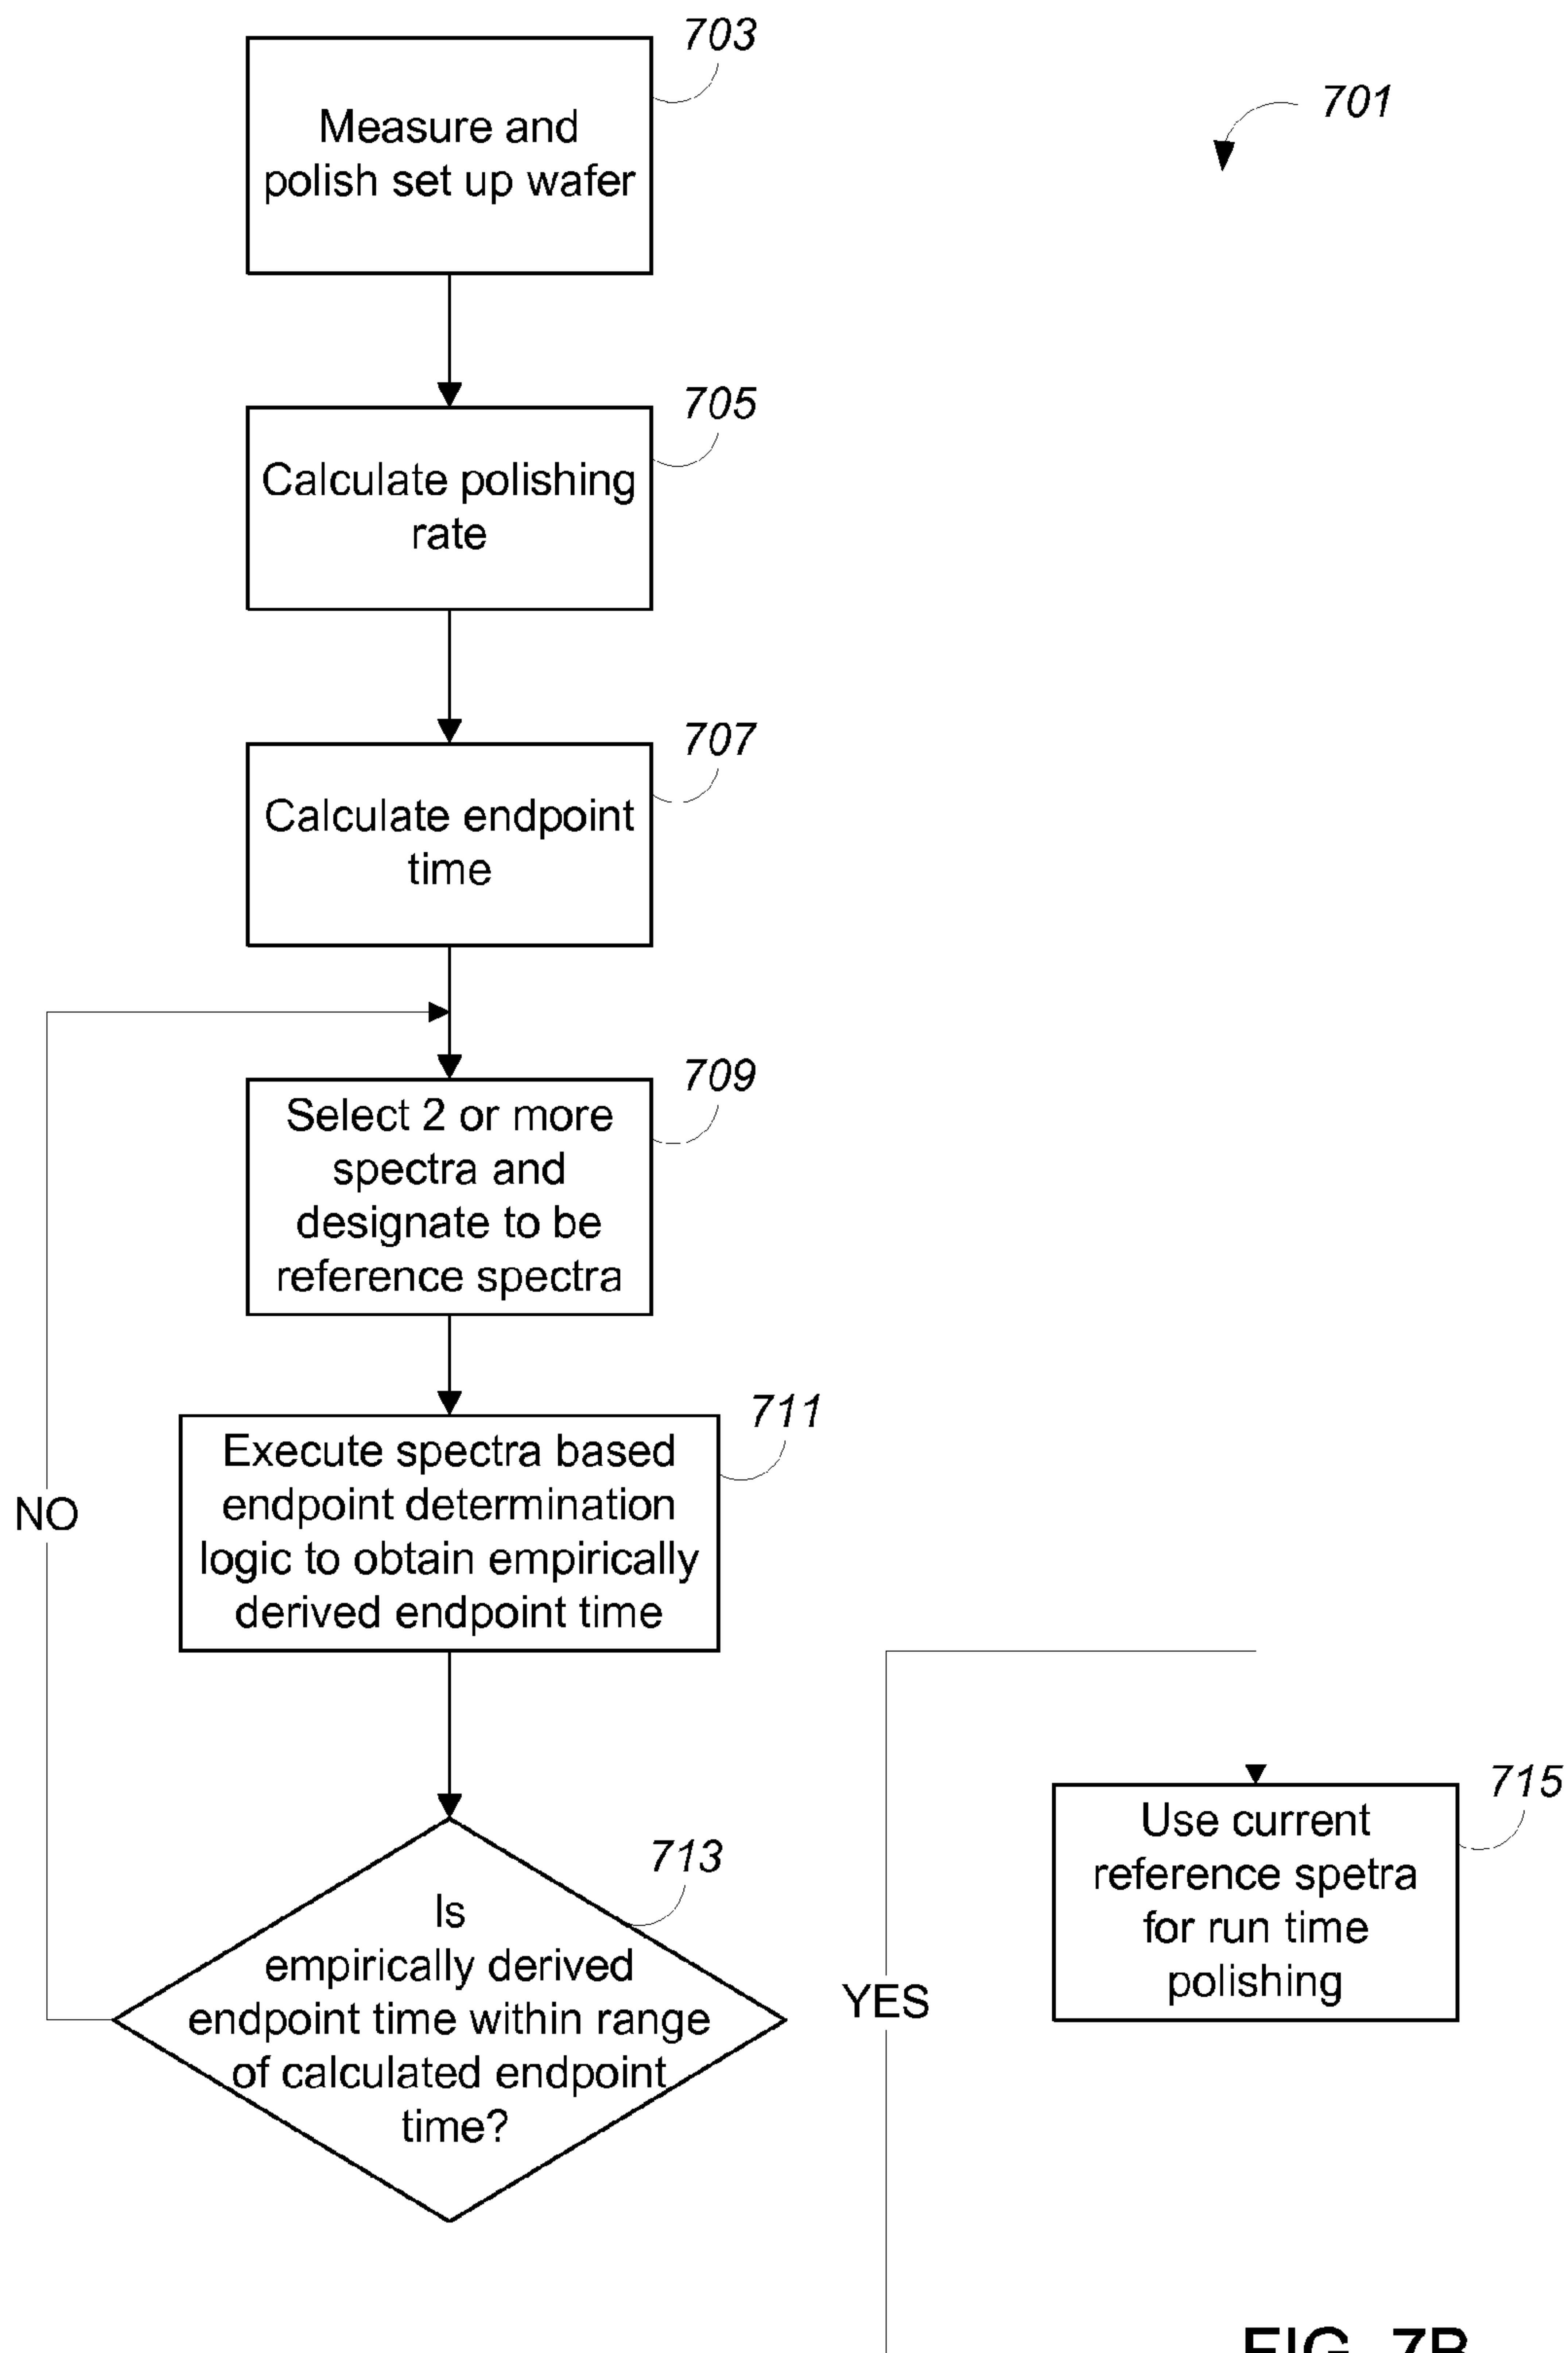 703
701
Measure and
polish set up wafer
705
Calculate polishing
rate
707
Calculate endpoint
time
709
Select 2 or more
spectra and
designate to be
reference spectra
711
Execute spectra based
endpoint determination
logic to obtain empirically
derived endpoint time
NO
713
Is
empirically derived
endpoint time within range
of calculated endpoint
time?
YES
715
Use current
reference spetra
for run time
polishing
FIG. 7B